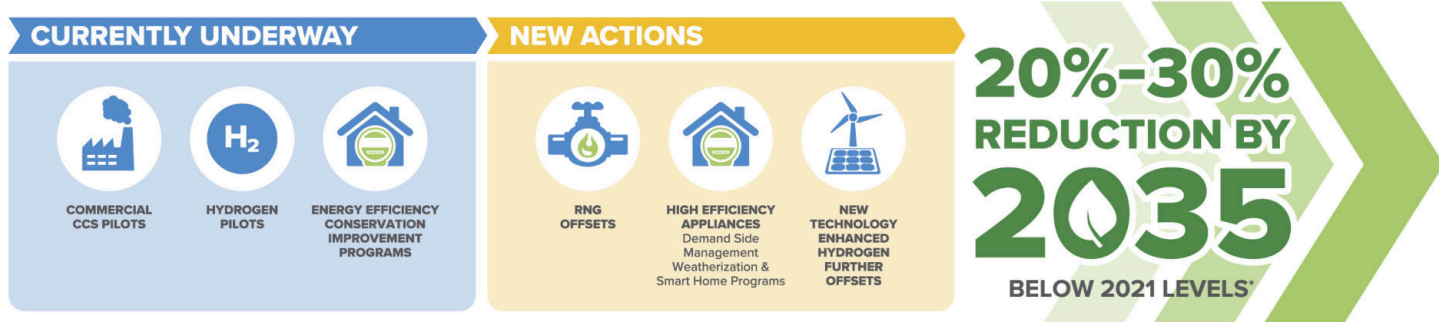 CURRENTLY UNDERWAY
COMMERCIAL
CCS PILOTS
H₂
HYDROGEN
PILOTS
ENERGY EFFICIENCY
CONSERVATION
IMPROVEMENT
PROGRAMS
NEW ACTIONS
RNG
OFFSETS
HIGH EFFICIENCY
APPLIANCES
Demand Side
Management
Weatherization &
Smart Home Programs
NEW
TECHNOLOGY
ENHANCED
HYDROGEN
FURTHER
OFFSETS
20%-30%
REDUCTION BY
2035
BELOW 2021 LEVELS*